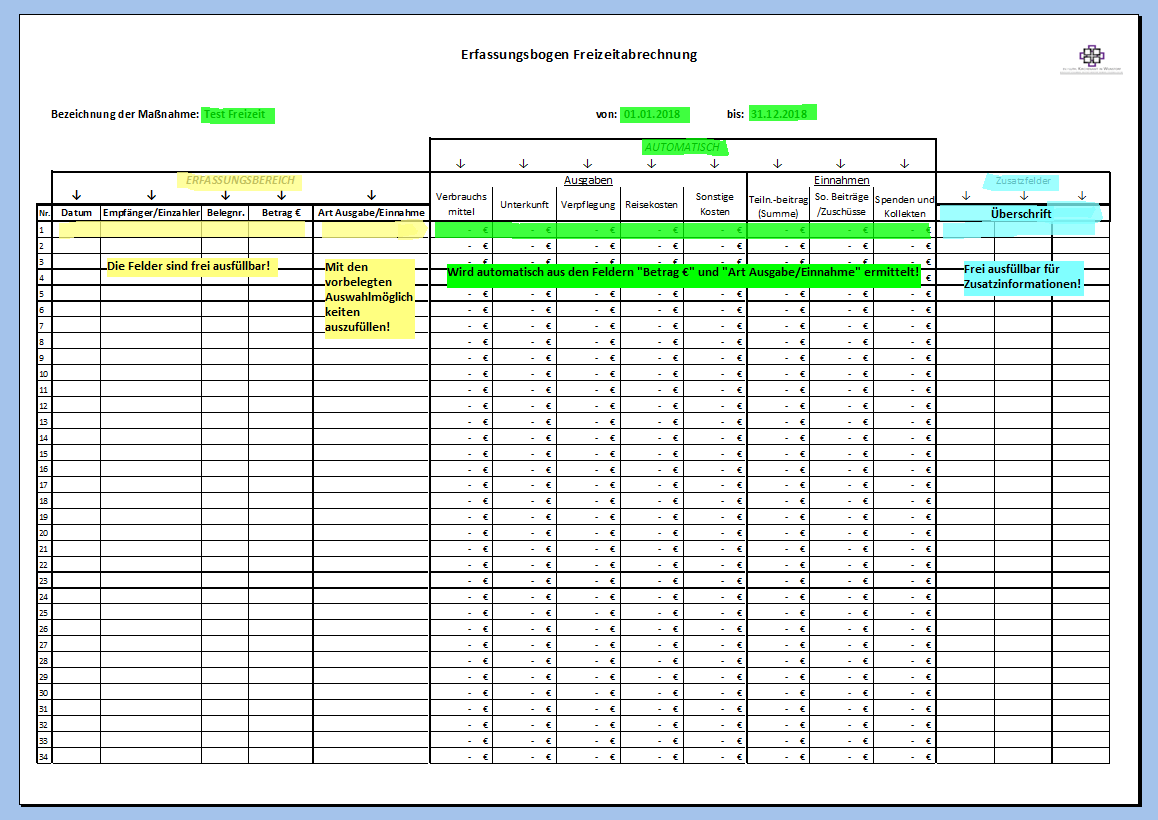 Erfassungsbogen Freizeitabrechnung
Bezeichnung der Maßnahme: Test Freizeit von: 01.01.2018 bis: 31.12.2018
AUTOMATISCH
↓ ↓ ↓ ↓ ↓ ↓ ↓ ↓
ERFASSUNGSBEREICH Ausgaben Einnahmen Zusatzfelder
↓ ↓ ↓ ↓ ↓ Verbrauchs mittel Unterkunft Verpflegung Reisekosten Sonstige Kosten Teiln.-beitrag (Summe) So. Beiträge /Zuschüsse Spenden und Kollekten ↓ ↓ ↓
Nr. Datum Empfänger/Einzahler Belegnr. Betrag € Art Ausgabe/Einnahme Überschrift
1 - € - € - € - € - € - € - € - €
2 - € - € - € - € - € - € - € - €
3
Die Felder sind frei ausfüllbar!
Mit den
vorbelegten
Auswahlmöglich
keiten
auszufüllen!
Wird automatisch aus den Feldern "Betrag €" und "Art Ausgabe/Einnahme" ermittelt!
Frei ausfüllbar für
Zusatzinformationen!
4 €
5 - € - € - € - € - € - € - € - €
6 - € - € - € - € - € - € - € - €
7 - € - € - € - € - € - € - € - €
8 - € - € - € - € - € - € - € - €
9 - € - € - € - € - € - € - € - €
10 - € - € - € - € - € - € - € - €
11 - € - € - € - € - € - € - € - €
12 - € - € - € - € - € - € - € - €
13 - € - € - € - € - € - € - € - €
14 - € - € - € - € - € - € - € - €
15 - € - € - € - € - € - € - € - €
16 - € - € - € - € - € - € - € - €
17 - € - € - € - € - € - € - € - €
18 - € - € - € - € - € - € - € - €
19 - € - € - € - € - € - € - € - €
20 - € - € - € - € - € - € - € - €
21 - € - € - € - € - € - € - € - €
22 - € - € - € - € - € - € - € - €
23 - € - € - € - € - € - € - € - €
24 - € - € - € - € - € - € - € - €
25 - € - € - € - € - € - € - € - €
26 - € - € - € - € - € - € - € - €
27 - € - € - € - € - € - € - € - €
28 - € - € - € - € - € - € - € - €
29 - € - € - € - € - € - € - € - €
30 - € - € - € - € - € - € - € - €
31 - € - € - € - € - € - € - € - €
32 - € - € - € - € - € - € - € - €
33 - € - € - € - € - € - € - € - €
34 - € - € - € - € - € - € - € - €